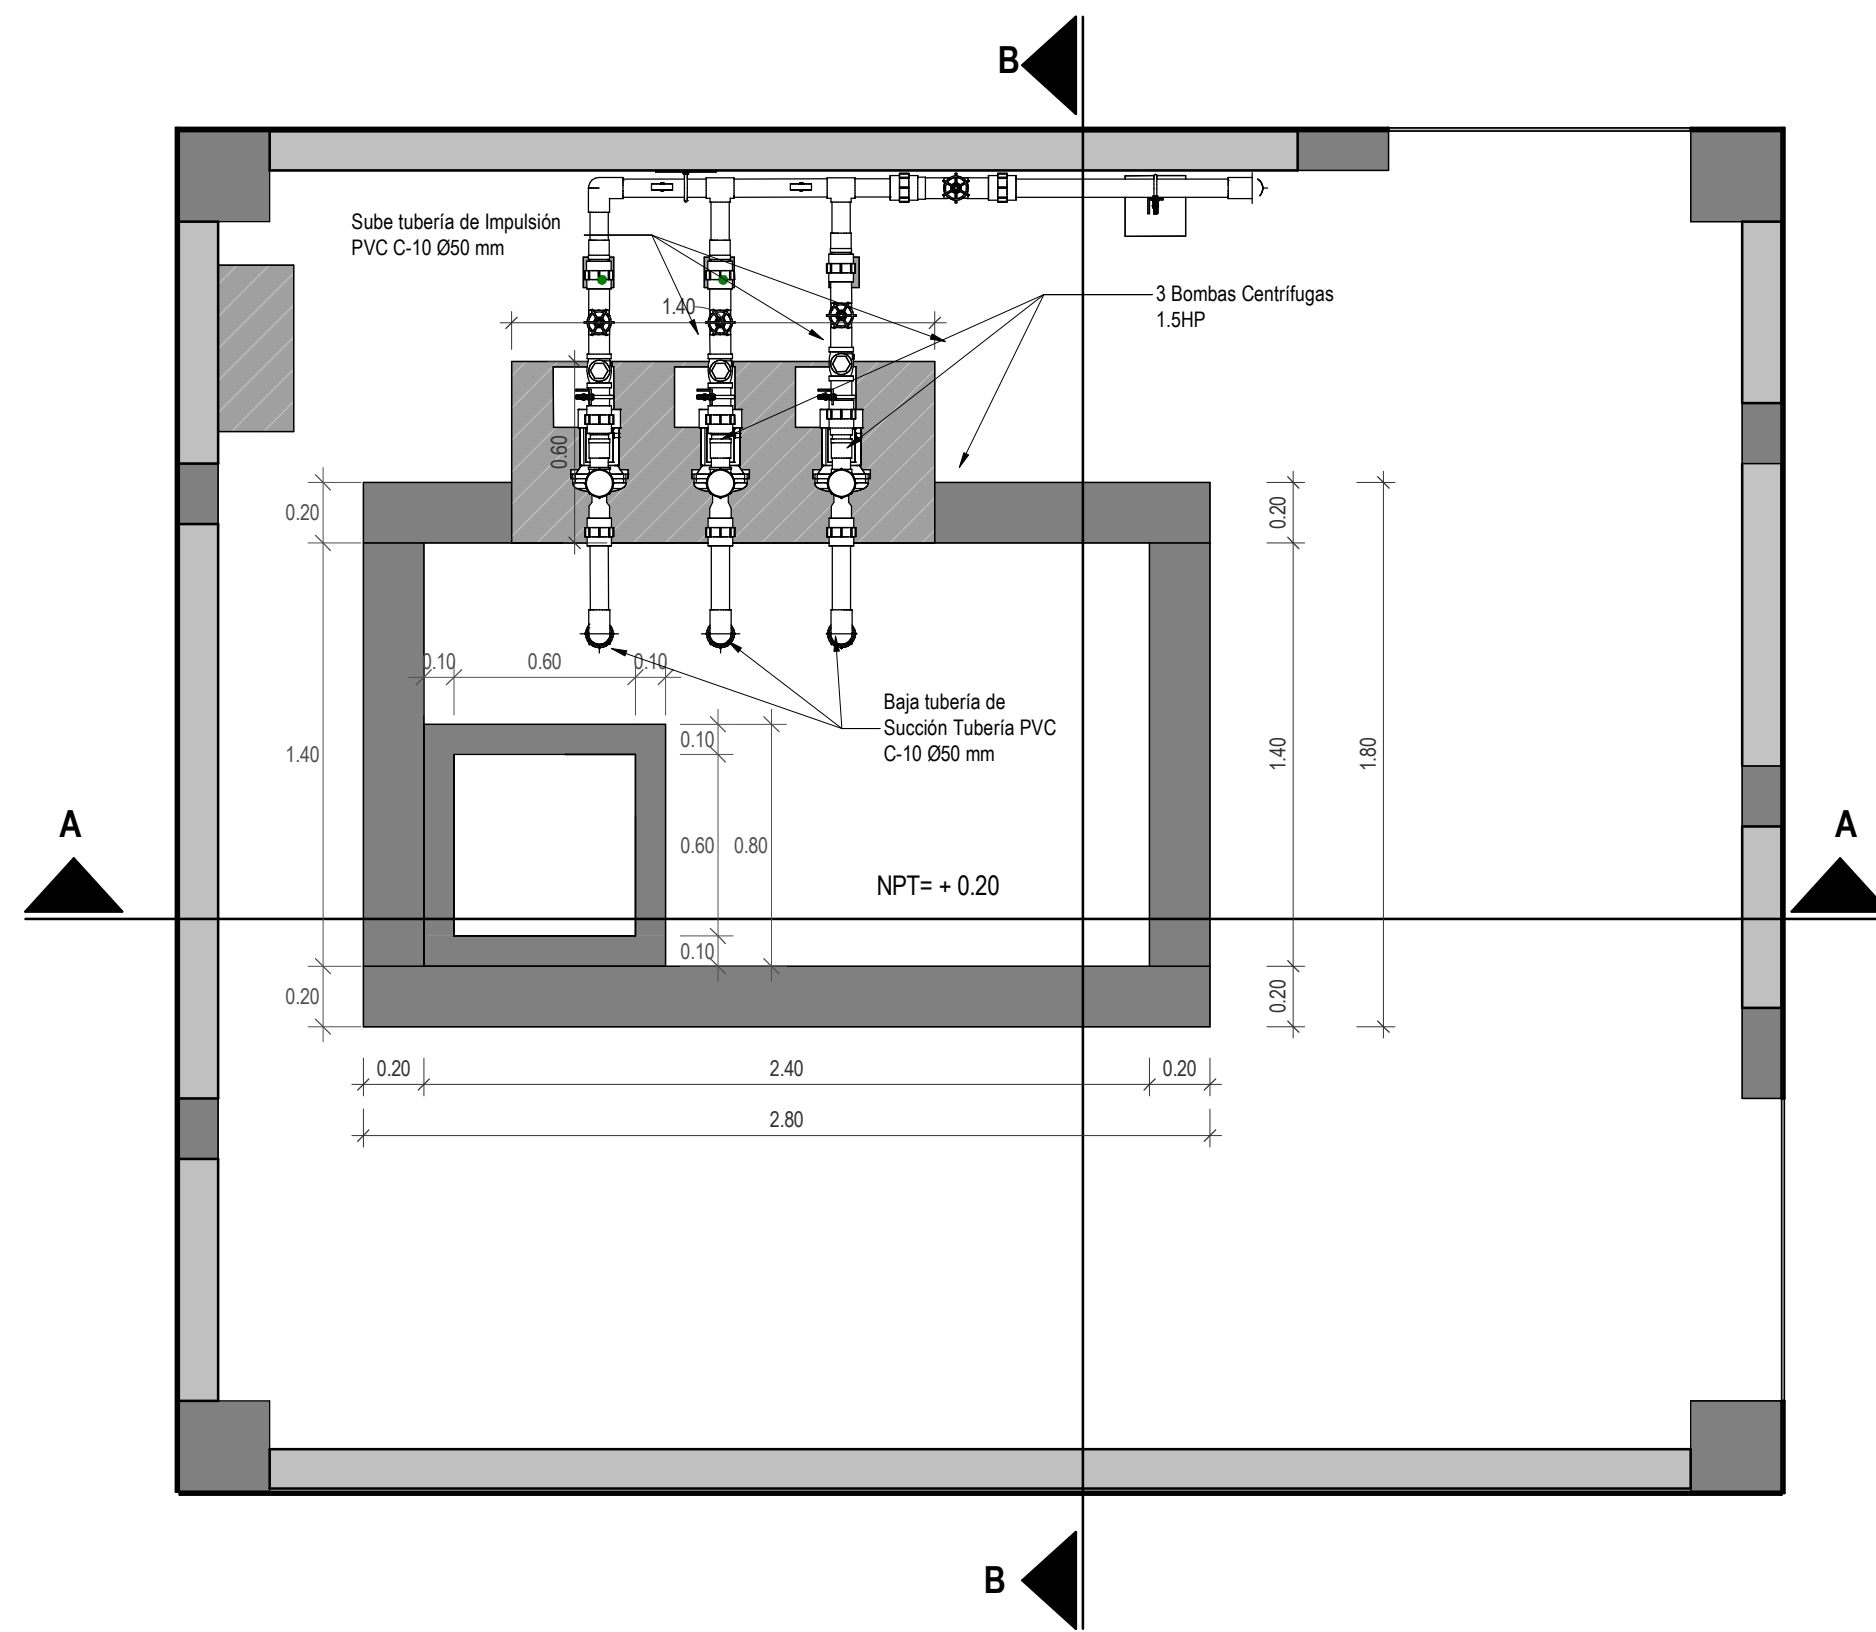 B
Sube tubería de Impulsión
PVC C-10 Ø50 mm
3 Bombas Centrífugas
1.5HP
1.40
0.60
0.20
0.20
0.10
0.60
0.10
Baja tubería de
Succión Tubería PVC
C-10 Ø50 mm
0.10
1.40
1.40
1.80
A
A
0.60
0.80
NPT= + 0.20
0.10
0.20
0.20
0.20
2.40
0.20
2.80
B